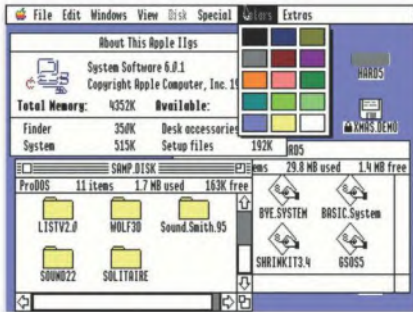 File Edit Windows View Disk Special Colors Extras
About This Apple IIgs
System Software 6.0.1
Copyright Apple Computer, Inc. 19
Total Memory: 4352K Available:
Finder 350K Desk accessories
System 515K Setup files 192K
HARD5
XMAS.DEMO
RD5
ems 29.8 MB used 1.4 MB free
SAMP.DISK
ProDOS 11 items 1.7 MB used 163K free
LISTV2.0 WOLF3D Sound.Smith.95
SOUND22 SOLITAIRE
BYE.SYSTEM BASIC.System
SHRINKIT3.4 GSOS5